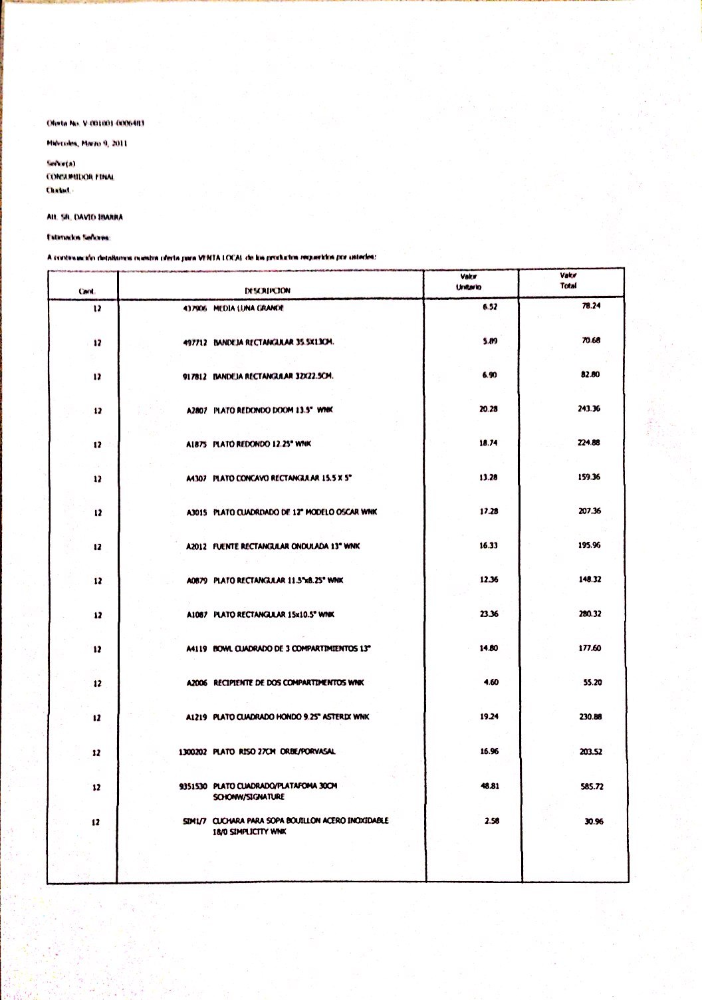 Oferta No. V-001001-0006483
Miércoles, Marzo 9, 2011
Señor(a)
CONSUMIDOR FINAL
Ciudad.-
Att. SR. DAVID IBARRA
Estimados Señores:
A continuación detallamos nuestra oferta para VENTA LOCAL de los productos requeridos por ustedes:
Cant. DESCRIPCION Valor Unitario Valor Total
12 437906 MEDIA LUNA GRANDE 6.52 78.24
12 497712 BANDEJA RECTANGULAR 35.5X13CM. 5.89 70.68
12 917812 BANDEJA RECTANGULAR 32X22.5CM. 6.90 82.80
12 A2807 PLATO REDONDO DOOM 13.5" WNK 20.28 243.36
12 A1875 PLATO REDONDO 12.25" WNK 18.74 224.88
12 A4307 PLATO CONCAVO RECTANGULAR 15.5 X 5" 13.28 159.36
12 A3015 PLATO CUADRDADO DE 12" MODELO OSCAR WNK 17.28 207.36
12 A2012 FUENTE RECTANGULAR ONDULADA 13" WNK 16.33 195.96
12 A0879 PLATO RECTANGULAR 11.5"x8.25" WNK 12.36 148.32
12 A1087 PLATO RECTANGULAR 15x10.5" WNK 23.36 280.32
12 A4119 BOWL CUADRADO DE 3 COMPARTIMIENTOS 13" 14.80 177.60
12 A2006 RECIPIENTE DE DOS COMPARTIMENTOS WNK 4.60 55.20
12 A1219 PLATO CUADRADO HONDO 9.25" ASTERIX WNK 19.24 230.88
12 1300202 PLATO RISO 27CM ORBE/PORVASAL 16.96 203.52
12 9351530 PLATO CUADRADO/PLATAFOMA 30CM 48.81 585.72
SCHONW/SIGNATURE
12 SIM1/7 CUCHARA PARA SOPA BOUILLON ACERO INOXIDABLE 2.58 30.96
18/0 SIMPLICITY WNK